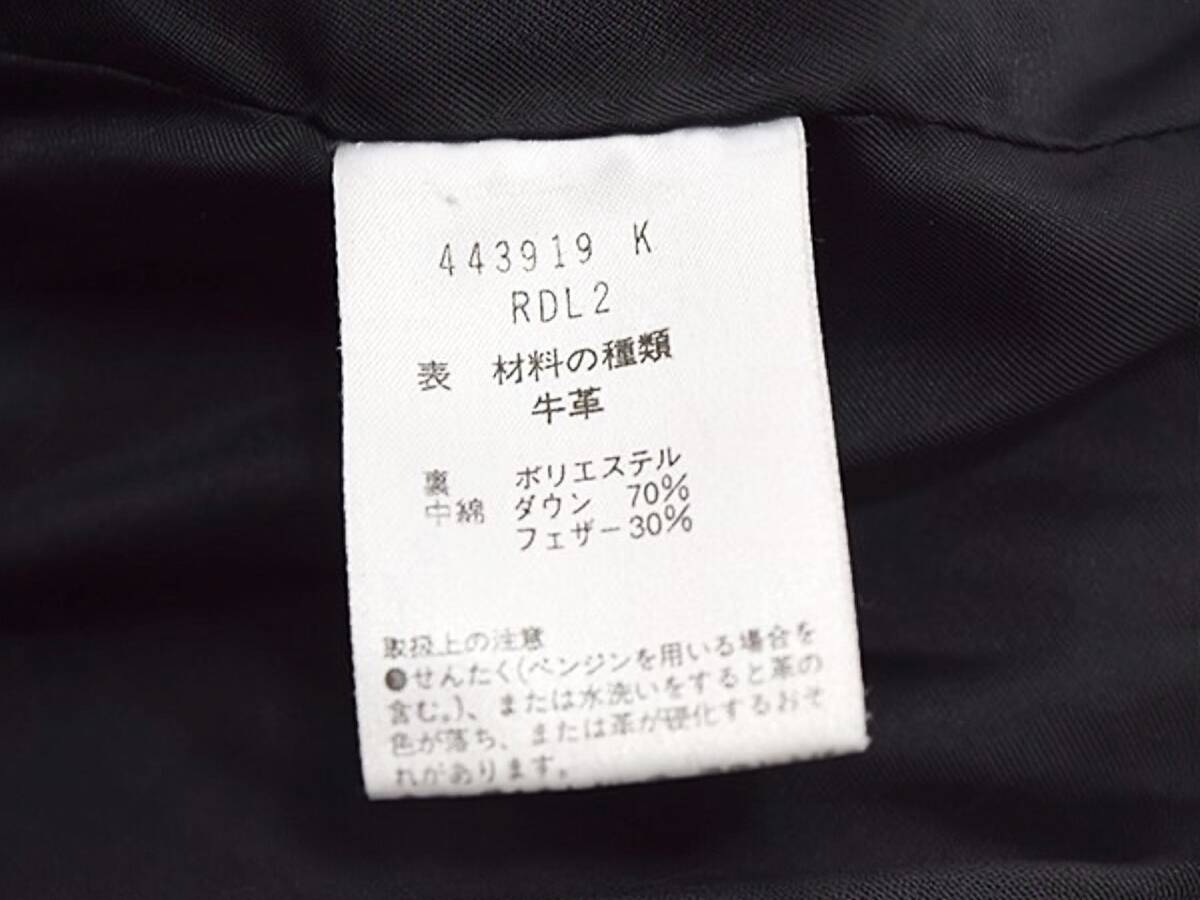 443919 K
RDL2
表 材料の種類
牛革
裏 ポリエステル
中綿 ダウン 70%
フェザー30%
取扱上の注意
●せんたく(ベンジンを用いる場合を
含む。)、または水洗いをすると革の
色が落ち、または革が硬化するおそ
れがあります。